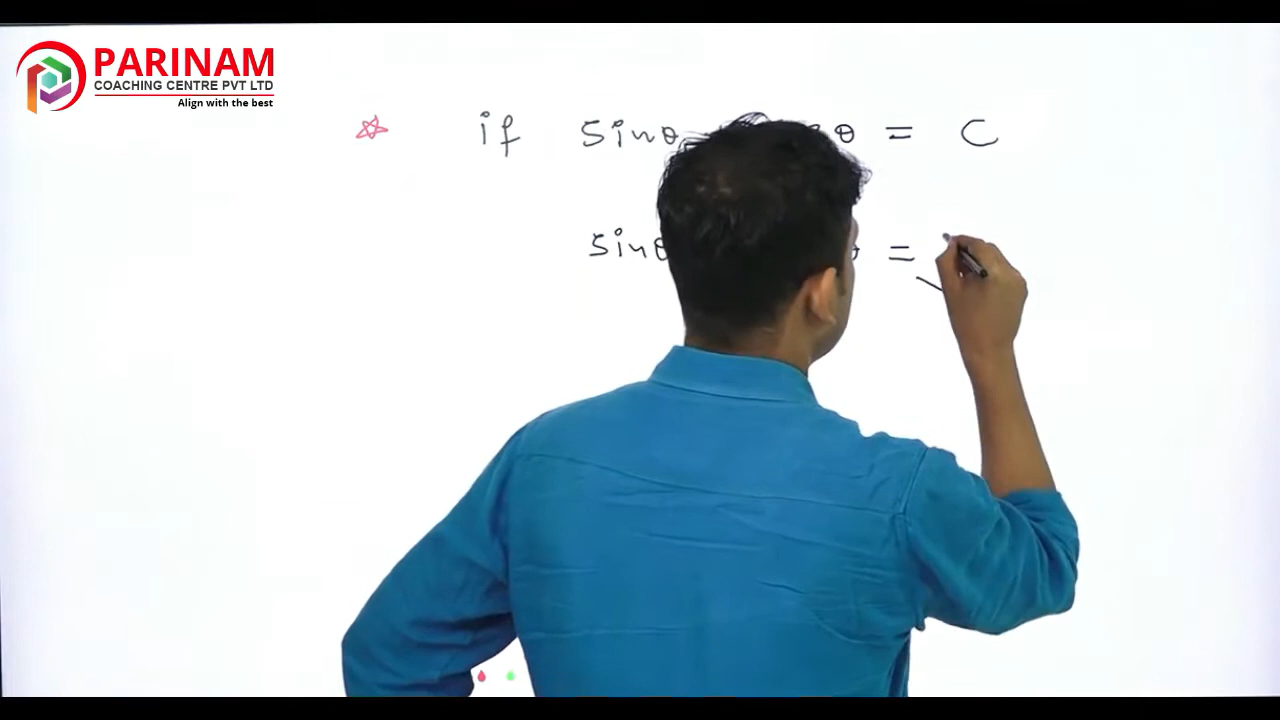 PARINAM
COACHING CENTRE PVT LTD
Align with the best
if sinθ θ = C
sinθ =